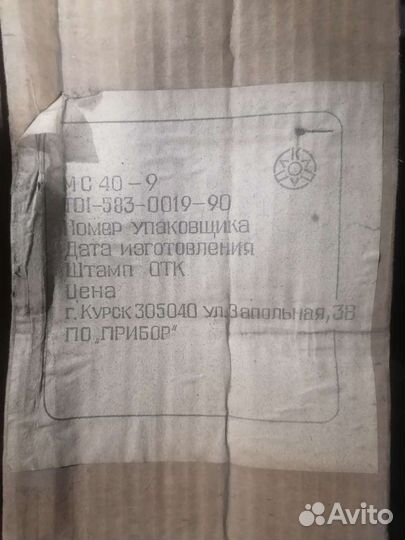 МС 40-9
ТО1-583-0019-90
Номер упаковщика
Дата изготовления
Штамп ОТК
Цена
г. Курск 305040 ул. Запольная, 38
ПО „ПРИБОР"
Avito